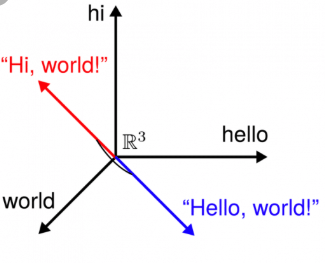 hi
“Hi, world!”
ℝ³
hello
world
“Hello, world!”